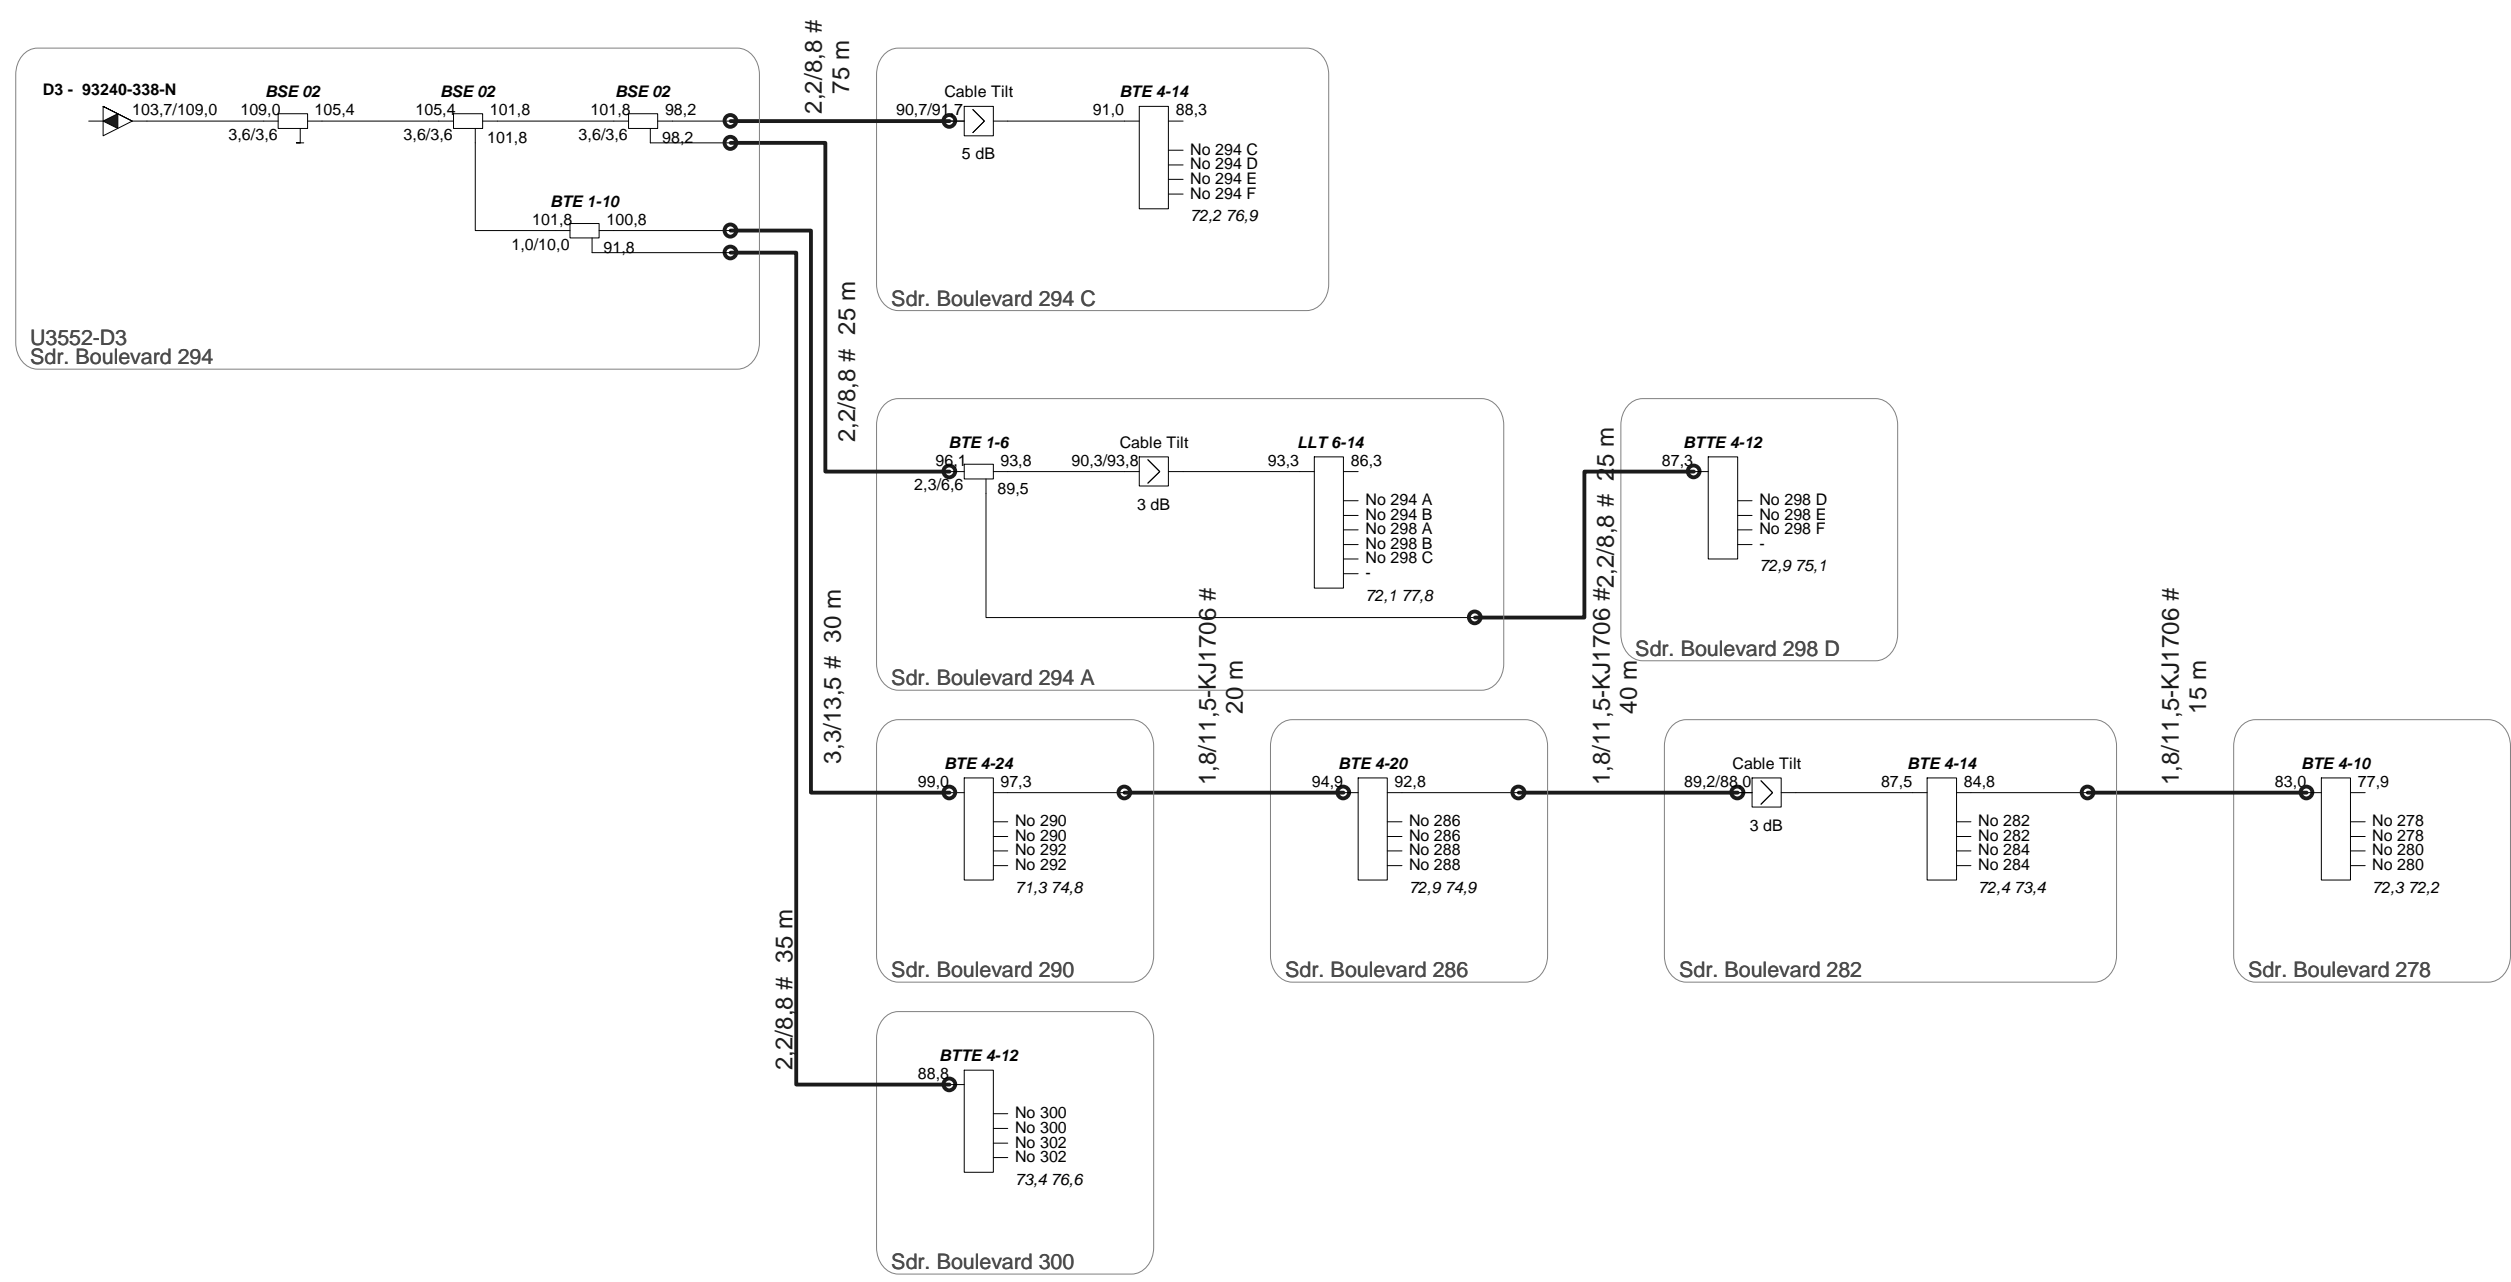 D3 - 93240-338-N
103,7/109,0
BSE 02
109,0
105,4
3,6/3,6
BSE 02
105,4
101,8
3,6/3,6
101,8
BSE 02
101,8
98,2
3,6/3,6
98,2
BTE 1-10
101,8
100,8
1,0/10,0
91,8
U3552-D3
Sdr. Boulevard 294
2,2/8,8 #
75 m
Cable Tilt
90,7/91,7
5 dB
BTE 4-14
91,0
88,3
No 294 C
No 294 D
No 294 E
No 294 F
72,2 76,9
Sdr. Boulevard 294 C
2,2/8,8 # 25 m
BTE 1-6
96,1
93,8
2,3/6,6
89,5
Cable Tilt
90,3/93,8
3 dB
LLT 6-14
93,3
86,3
No 294 A
No 294 B
No 298 A
No 298 B
No 298 C
-
72,1 77,8
Sdr. Boulevard 294 A
2,2/8,8 # 25 m
BTTE 4-12
87,3
No 298 D
No 298 E
No 298 F
-
72,9 75,1
Sdr. Boulevard 298 D
3,3/13,5 # 30 m
BTE 4-24
99,0
97,3
No 290
No 290
No 292
No 292
71,3 74,8
Sdr. Boulevard 290
1,8/11,5-KJ1706 #
20 m
BTE 4-20
94,9
92,8
No 286
No 286
No 288
No 288
72,9 74,9
Sdr. Boulevard 286
1,8/11,5-KJ1706 #
40 m
Cable Tilt
89,2/88,0
3 dB
BTE 4-14
87,5
84,8
No 282
No 282
No 284
No 284
72,4 73,4
Sdr. Boulevard 282
1,8/11,5-KJ1706 #
15 m
BTE 4-10
83,0
77,9
No 278
No 278
No 280
No 280
72,3 72,2
Sdr. Boulevard 278
2,2/8,8 # 35 m
BTTE 4-12
88,8
No 300
No 300
No 302
No 302
73,4 76,6
Sdr. Boulevard 300